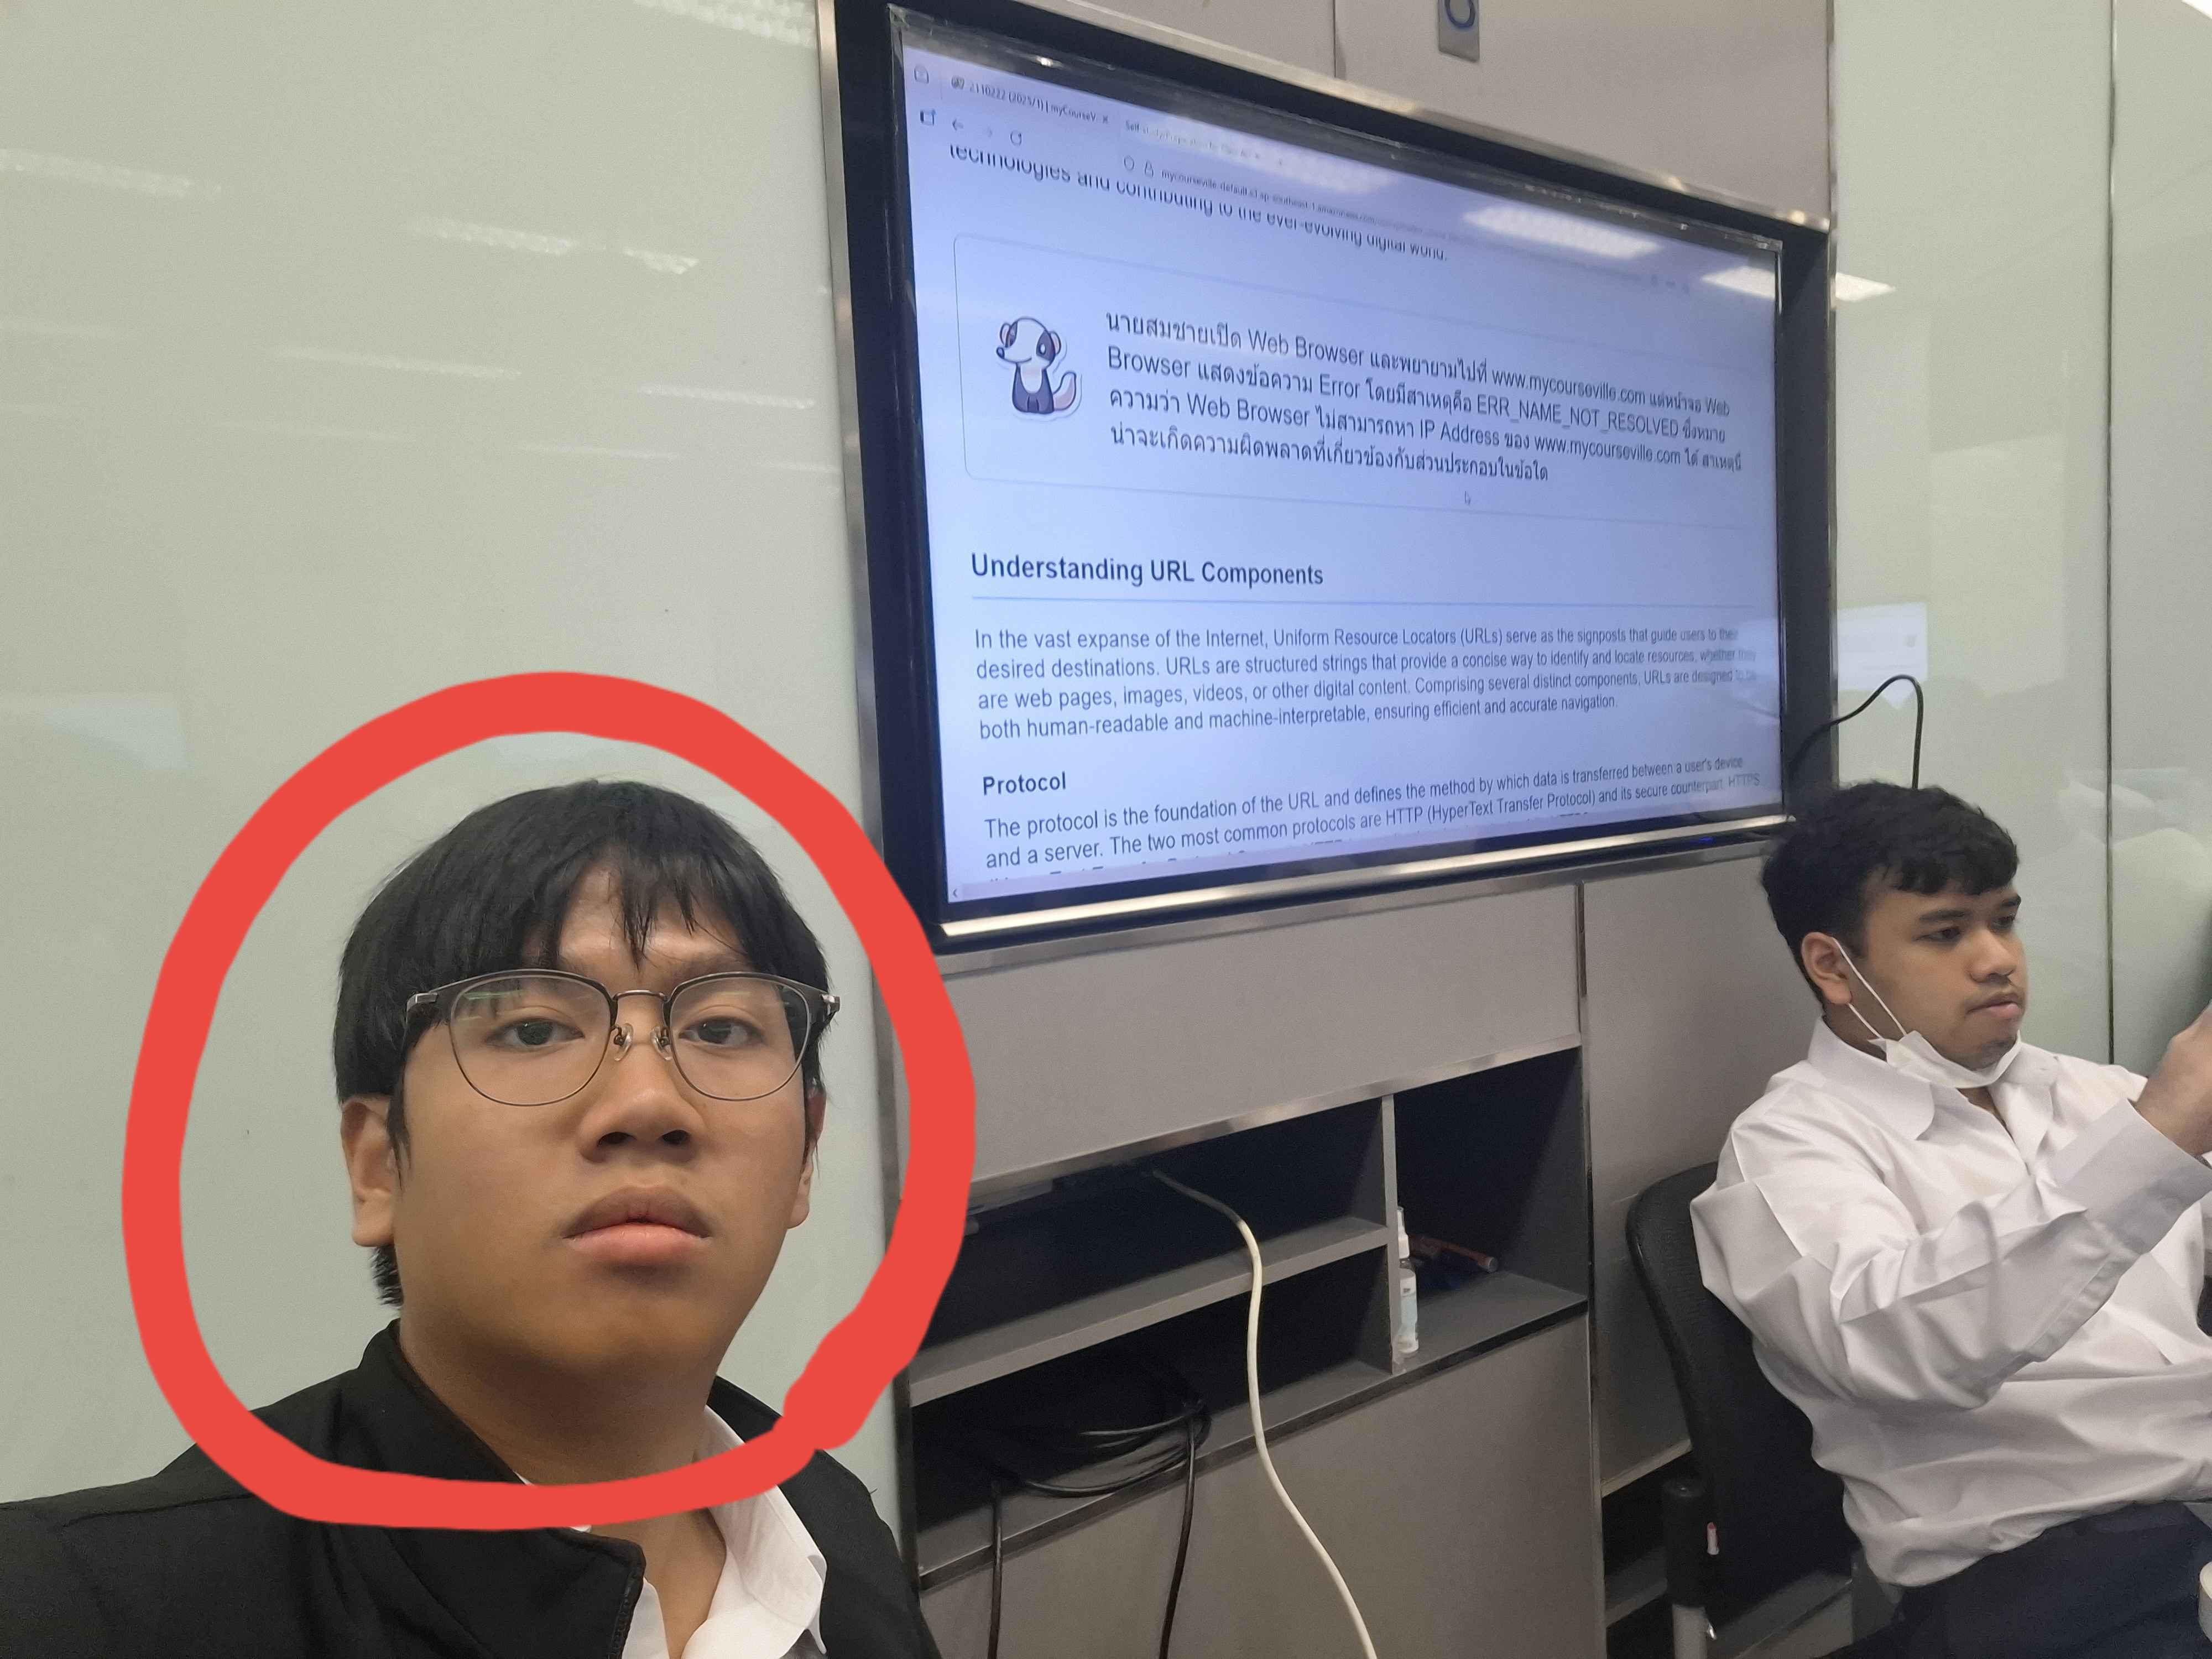 2110222 (2025/1) | myCourseV
technologies and contributing to the ever-evolving digital world.
นายสมชายเปิด Web Browser และพยายามไปที่ www.mycourseville.com แต่หน้าจอ Web
Browser แสดงข้อความ Error โดยมีสาเหตุคือ ERR_NAME_NOT_RESOLVED ซึ่งหมาย
ความว่า Web Browser ไม่สามารถหา IP Address ของ www.mycourseville.com ได้ สาเหตุนี้
น่าจะเกิดความผิดพลาดที่เกี่ยวข้องกับส่วนประกอบในข้อใด
Understanding URL Components
In the vast expanse of the Internet, Uniform Resource Locators (URLs) serve as the signposts that guide users to their
desired destinations. URLs are structured strings that provide a concise way to identify and locate resources, whether they
are web pages, images, videos, or other digital content. Comprising several distinct components, URLs are designed to be
both human-readable and machine-interpretable, ensuring efficient and accurate navigation.
Protocol
The protocol is the foundation of the URL and defines the method by which data is transferred between a user's device
and a server. The two most common protocols are HTTP (HyperText Transfer Protocol) and its secure counterpart, HTTPS